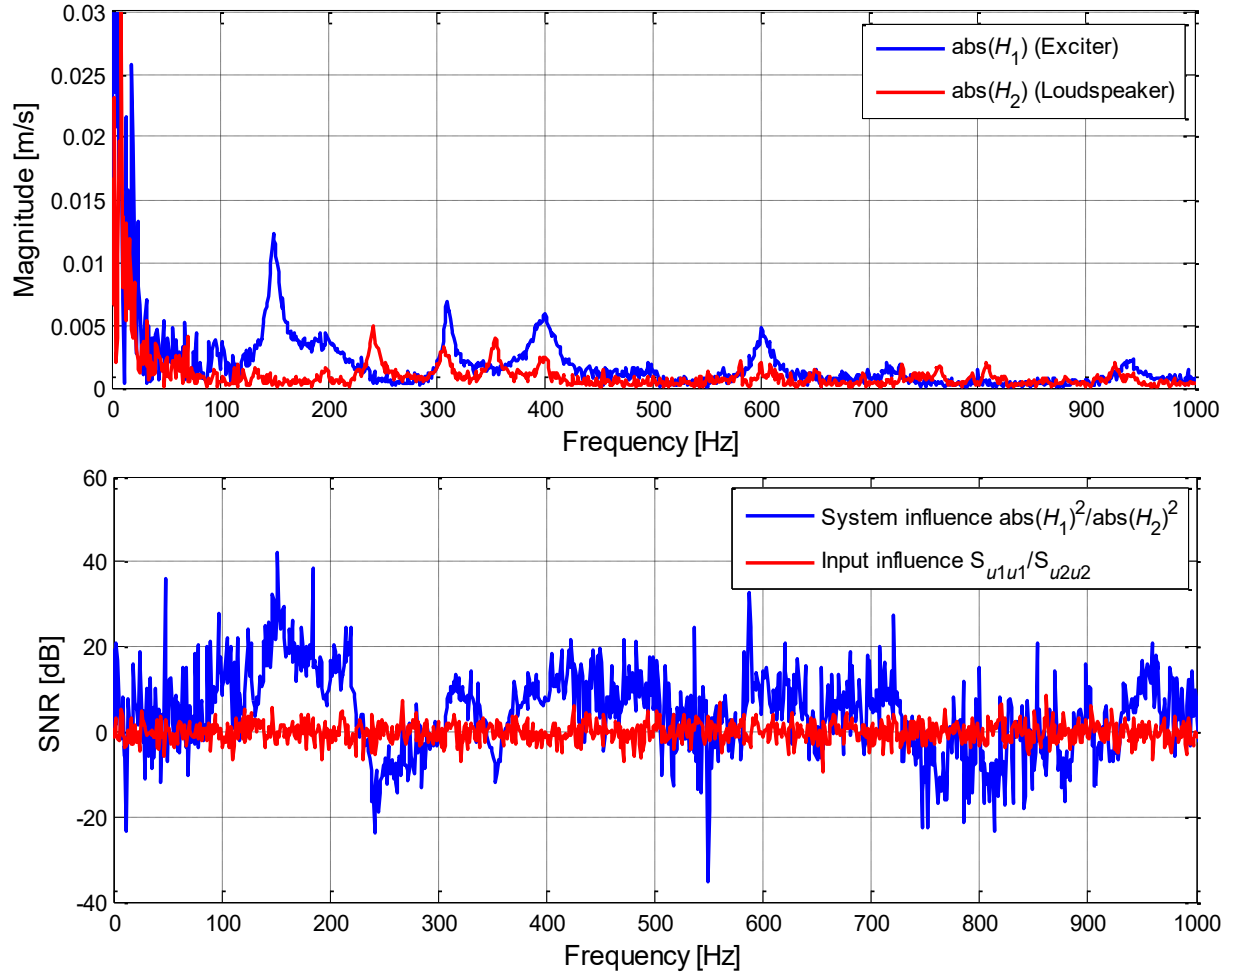 0.03
0.025
0.02
0.015
0.01
0.005
0
Magnitude [m/s]
abs(H1) (Exciter)
abs(H2) (Loudspeaker)
0 100 200 300 400 500 600 700 800 900 1000
Frequency [Hz]
60
40
20
0
-20
-40
SNR [dB]
System influence abs(H1)^2/abs(H2)^2
Input influence Su1u1/Su2u2
0 100 200 300 400 500 600 700 800 900 1000
Frequency [Hz]